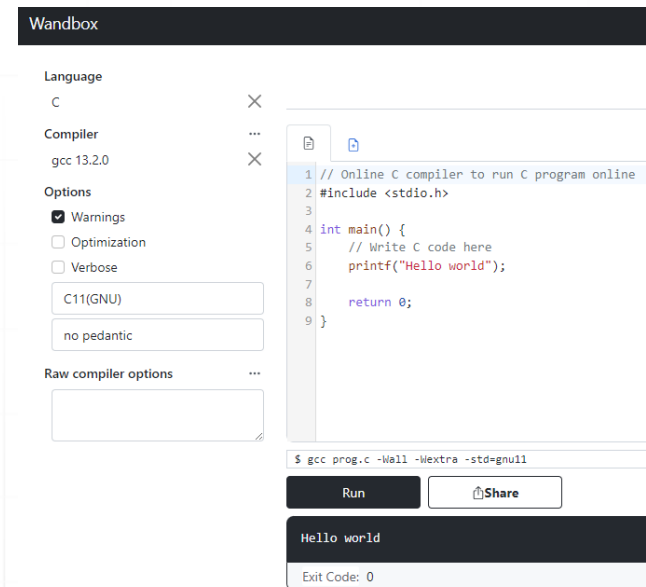 Wandbox
Language
C
Compiler
...
gcc 13.2.0
Options
Warnings
Optimization
Verbose
C11(GNU)
no pedantic
Raw compiler options
...
1 // Online C compiler to run C program online
2 #include <stdio.h>
3
4 int main() {
5     // Write C code here
6     printf("Hello world");
7
8     return 0;
9 }
$ gcc prog.c -Wall -Wextra -std=gnu11
Run
Share
Hello world
Exit Code: 0